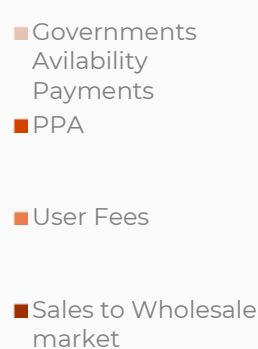 Governments
Avilability
Payments
PPA
User Fees
Sales to Wholesale
market